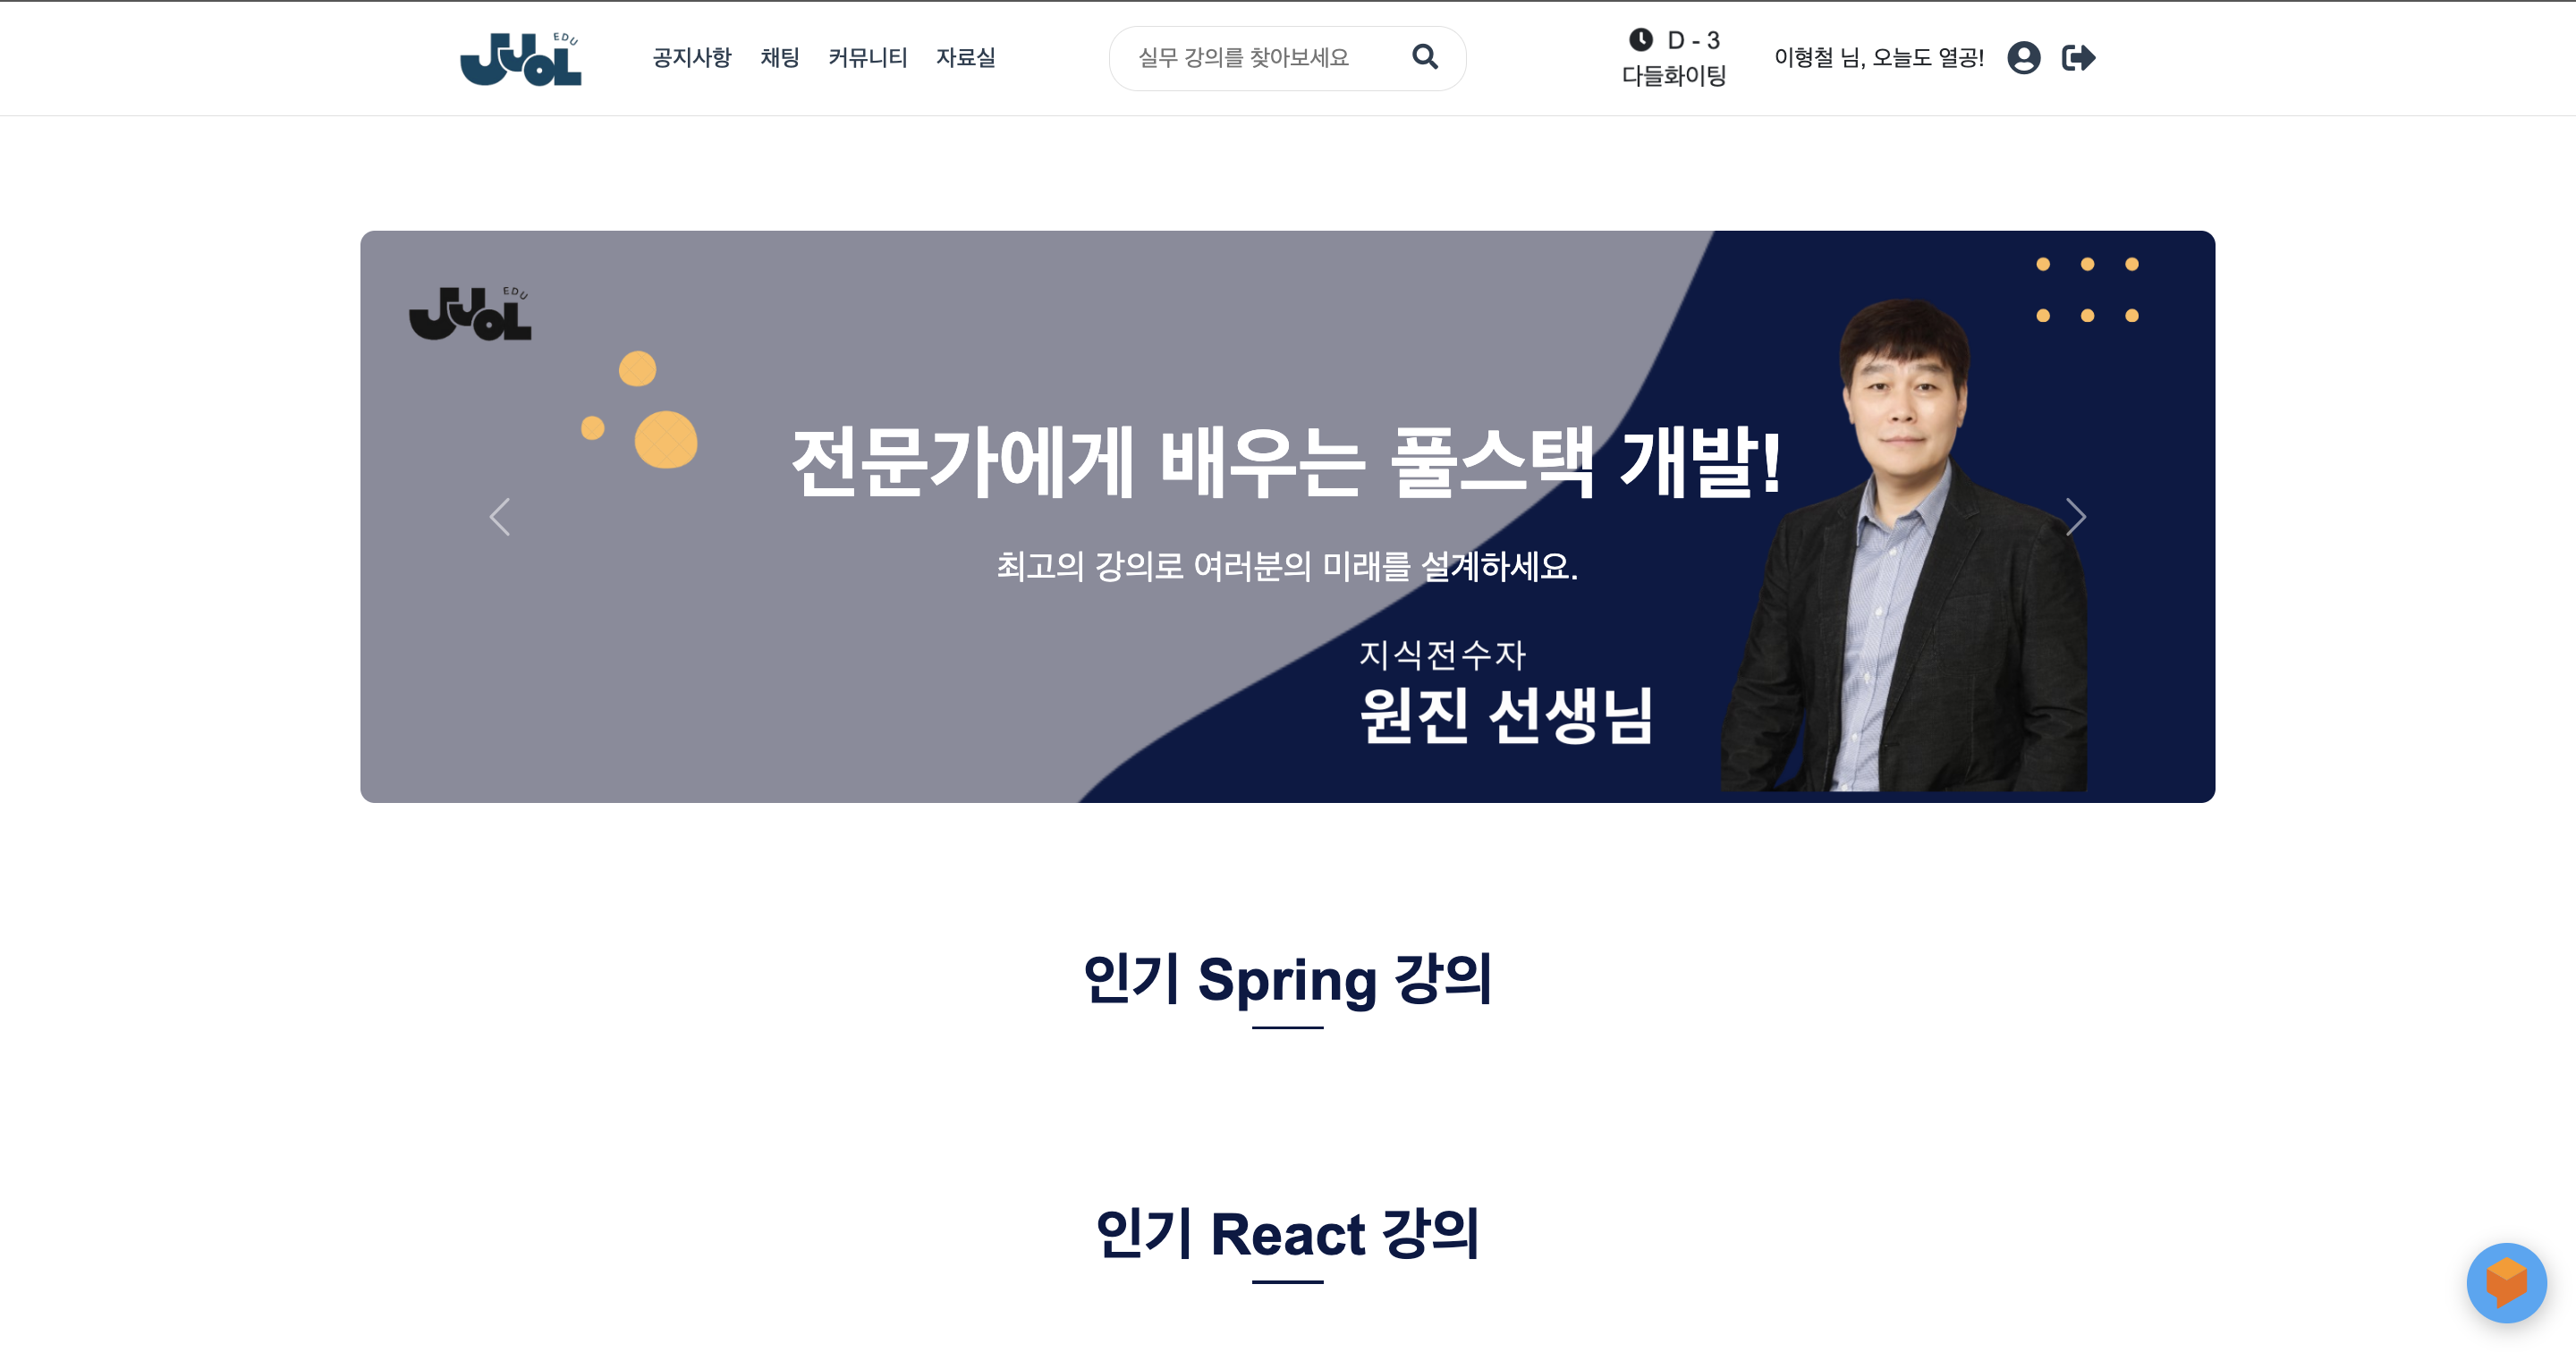 JUOL EDU
공지사항 채팅 커뮤니티 자료실
실무 강의를 찾아보세요
D - 3
다들화이팅
이형철 님, 오늘도 열공!
JUOL EDU
전문가에게 배우는 풀스택 개발!
최고의 강의로 여러분의 미래를 설계하세요.
지식전수자
원진 선생님
인기 Spring 강의
인기 React 강의